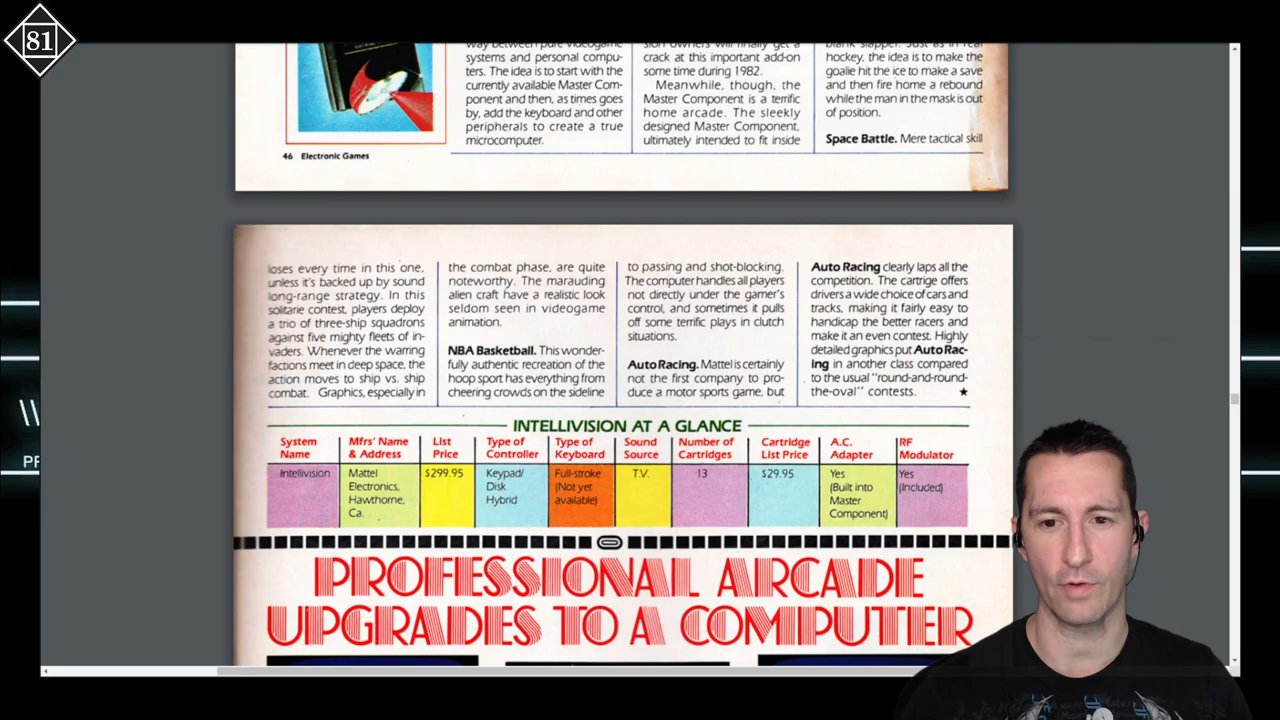 81
way between pure videogame
systems and personal compu-
ters. The idea is to start with the
currently available Master Com-
ponent and then, as times goes
by, add the keyboard and other
peripherals to create a true
microcomputer.
sion owners will finally get a
crack at this important add-on
some time during 1982.
Meanwhile, though, the
Master Component is a terrific
home arcade. The sleekly
designed Master Component,
ultimately intended to fit inside
blank slapper. Just as in real
hockey, the idea is to make the
goalie hit the ice to make a save
and then fire home a rebound
while the man in the mask is out
of position.
Space Battle. Mere tactical skill
46 Electronic Games
loses every time in this one,
unless it's backed up by sound
long-range strategy. In this
solitaire contest, players deploy
a trio of three-ship squadrons
against five mighty fleets of in-
vaders. Whenever the warring
factions meet in deep space, the
action moves to ship vs. ship
combat. Graphics, especially in
the combat phase, are quite
noteworthy. The marauding
alien craft have a realistic look
seldom seen in videogame
animation.
NBA Basketball. This wonder-
fully authentic recreation of the
hoop sport has everything from
cheering crowds on the sideline
to passing and shot-blocking.
The computer handles all players
not directly under the gamer's
control, and sometimes it pulls
off some terrific plays in clutch
situations.
Auto Racing. Mattel is certainly
not the first company to pro-
duce a motor sports game, but
Auto Racing clearly laps all the
competition. The cartrige offers
drivers a wide choice of cars and
tracks, making it fairly easy to
handicap the better racers and
make it an even contest. Highly
detailed graphics put Auto Rac-
ing in another class compared
to the usual "round-and-round-
the-oval" contests. ★
INTELLIVISION AT A GLANCE
System Name
Mfrs' Name & Address
List Price
Type of Controller
Type of Keyboard
Sound Source
Number of Cartridges
Cartridge List Price
A.C. Adapter
RF Modulator
Intellivision
Mattel
Electronics,
Hawthorne,
Ca.
$299.95
Keypad/
Disk
Hybrid
Full-stroke
(Not yet
available)
T.V.
13
$29.95
Yes
(Built into
Master
Component)
Yes
(Included)
PROFESSIONAL ARCADE
UPGRADES TO A COMPUTER